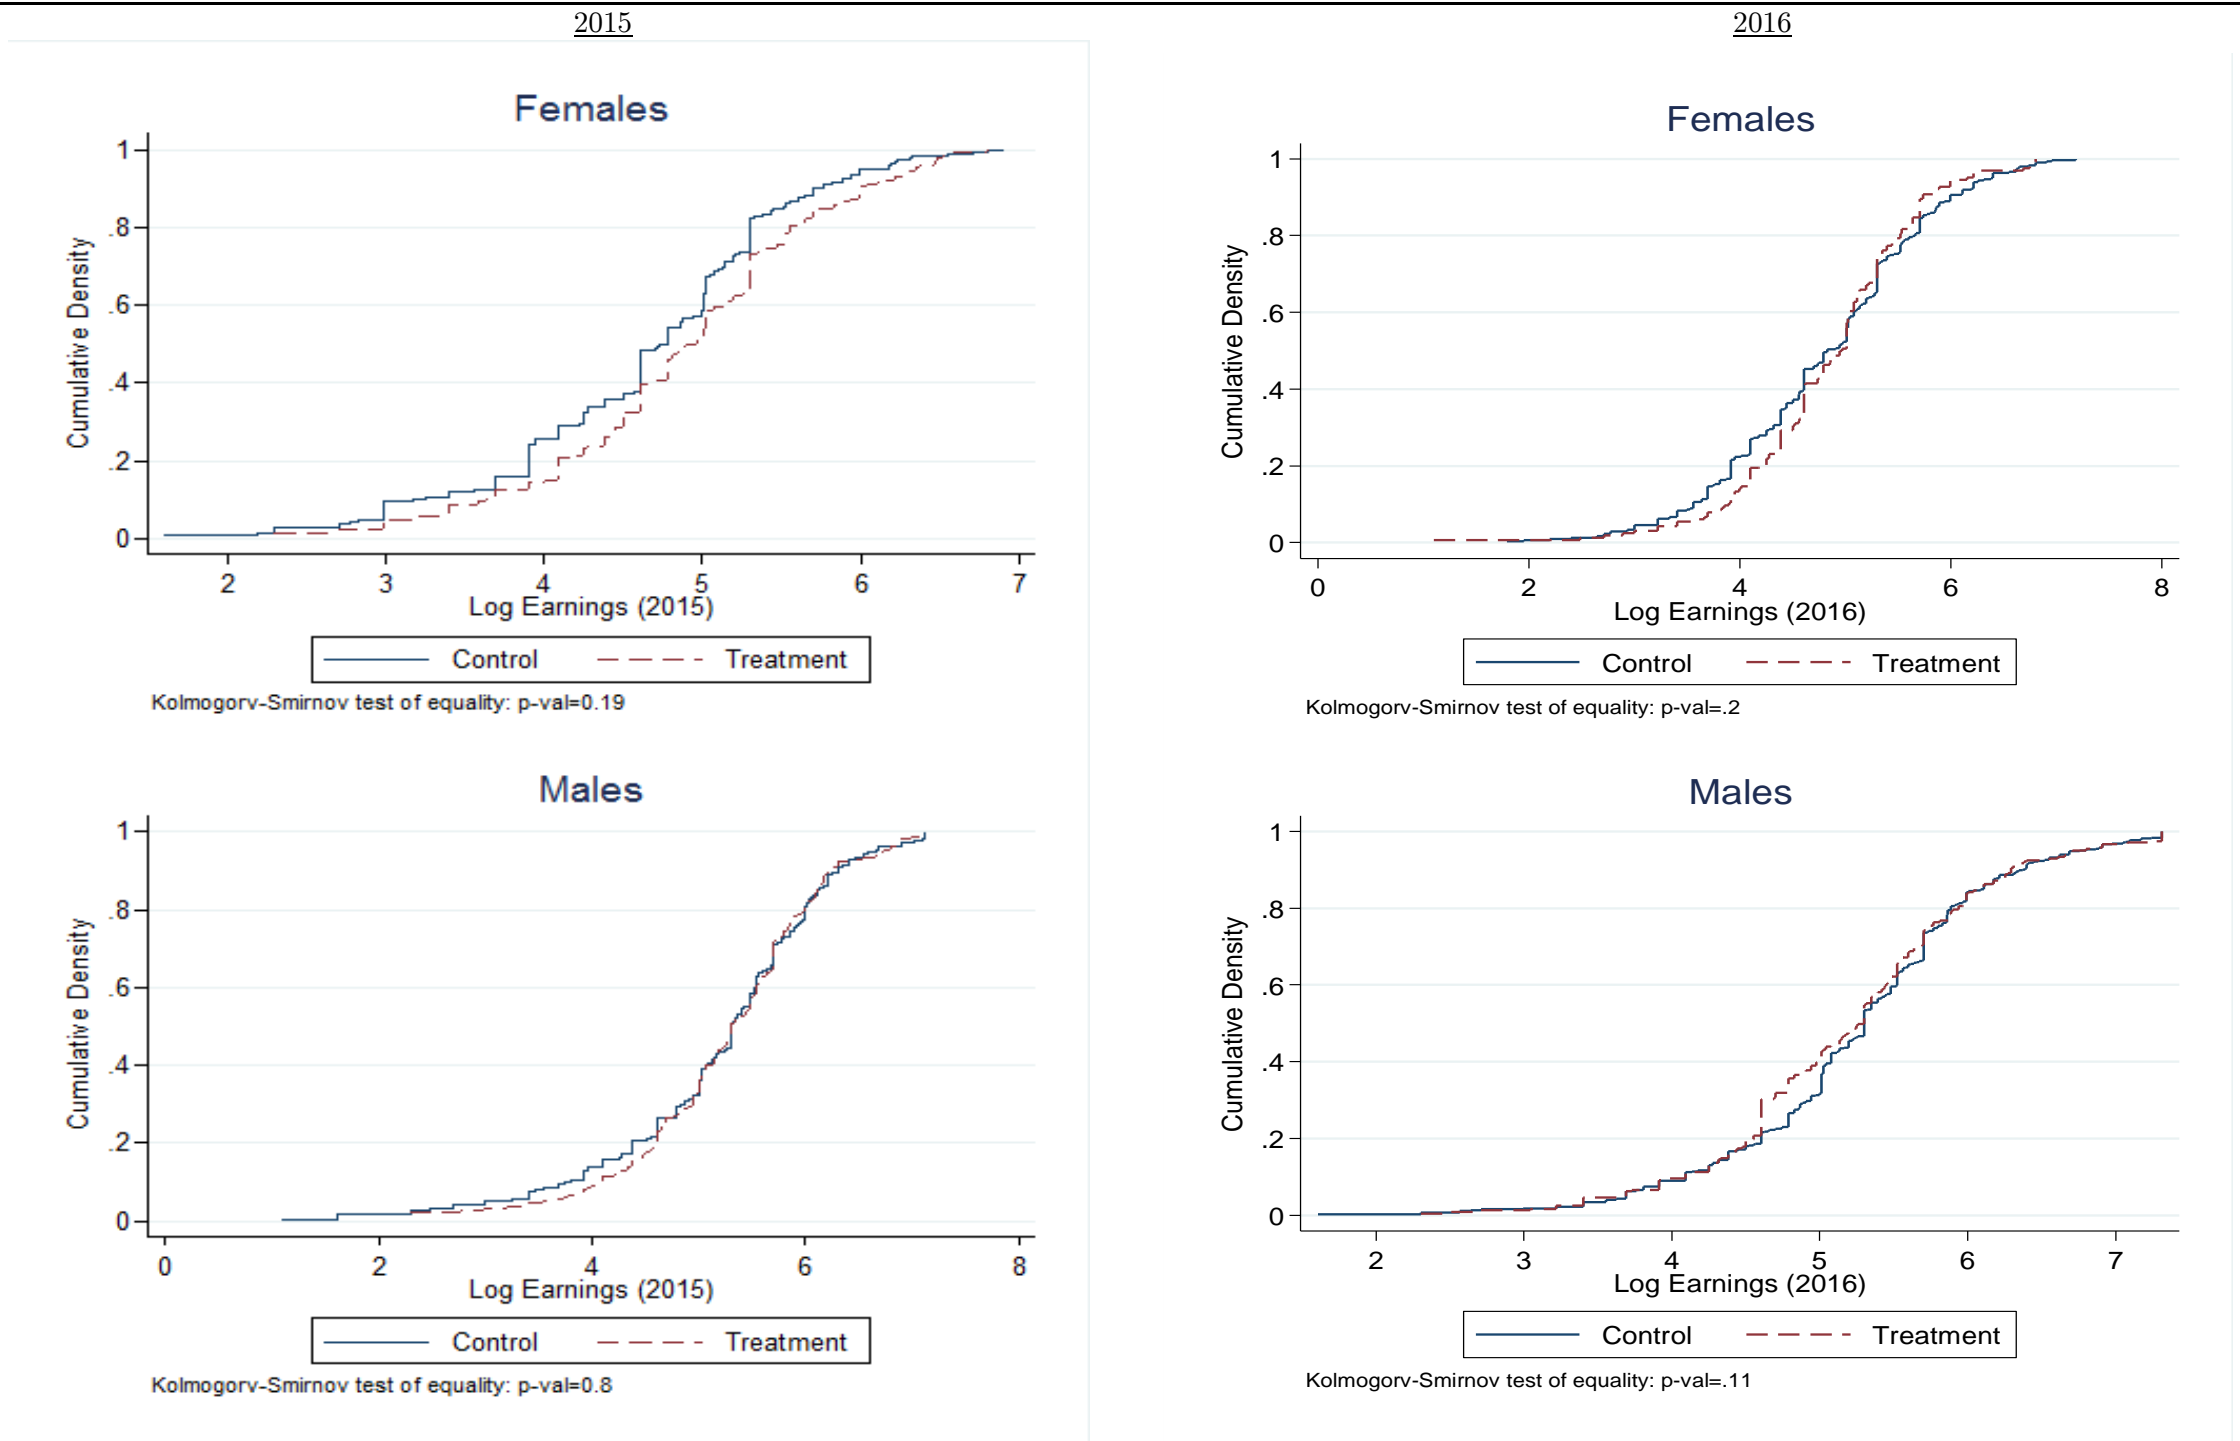 2015
2016
Females
Cumulative Density
1
.8
.6
.4
.2
0
2 3 4 5 6 7
Log Earnings (2015)
Control Treatment
Kolmogorv-Smirnov test of equality: p-val=0.19
Females
Cumulative Density
1
.8
.6
.4
.2
0
0 2 4 6 8
Log Earnings (2016)
Control Treatment
Kolmogorv-Smirnov test of equality: p-val=.2
Males
Cumulative Density
1
.8
.6
.4
.2
0
0 2 4 6 8
Log Earnings (2015)
Control Treatment
Kolmogorv-Smirnov test of equality: p-val=0.8
Males
Cumulative Density
1
.8
.6
.4
.2
0
2 3 4 5 6 7
Log Earnings (2016)
Control Treatment
Kolmogorv-Smirnov test of equality: p-val=.11